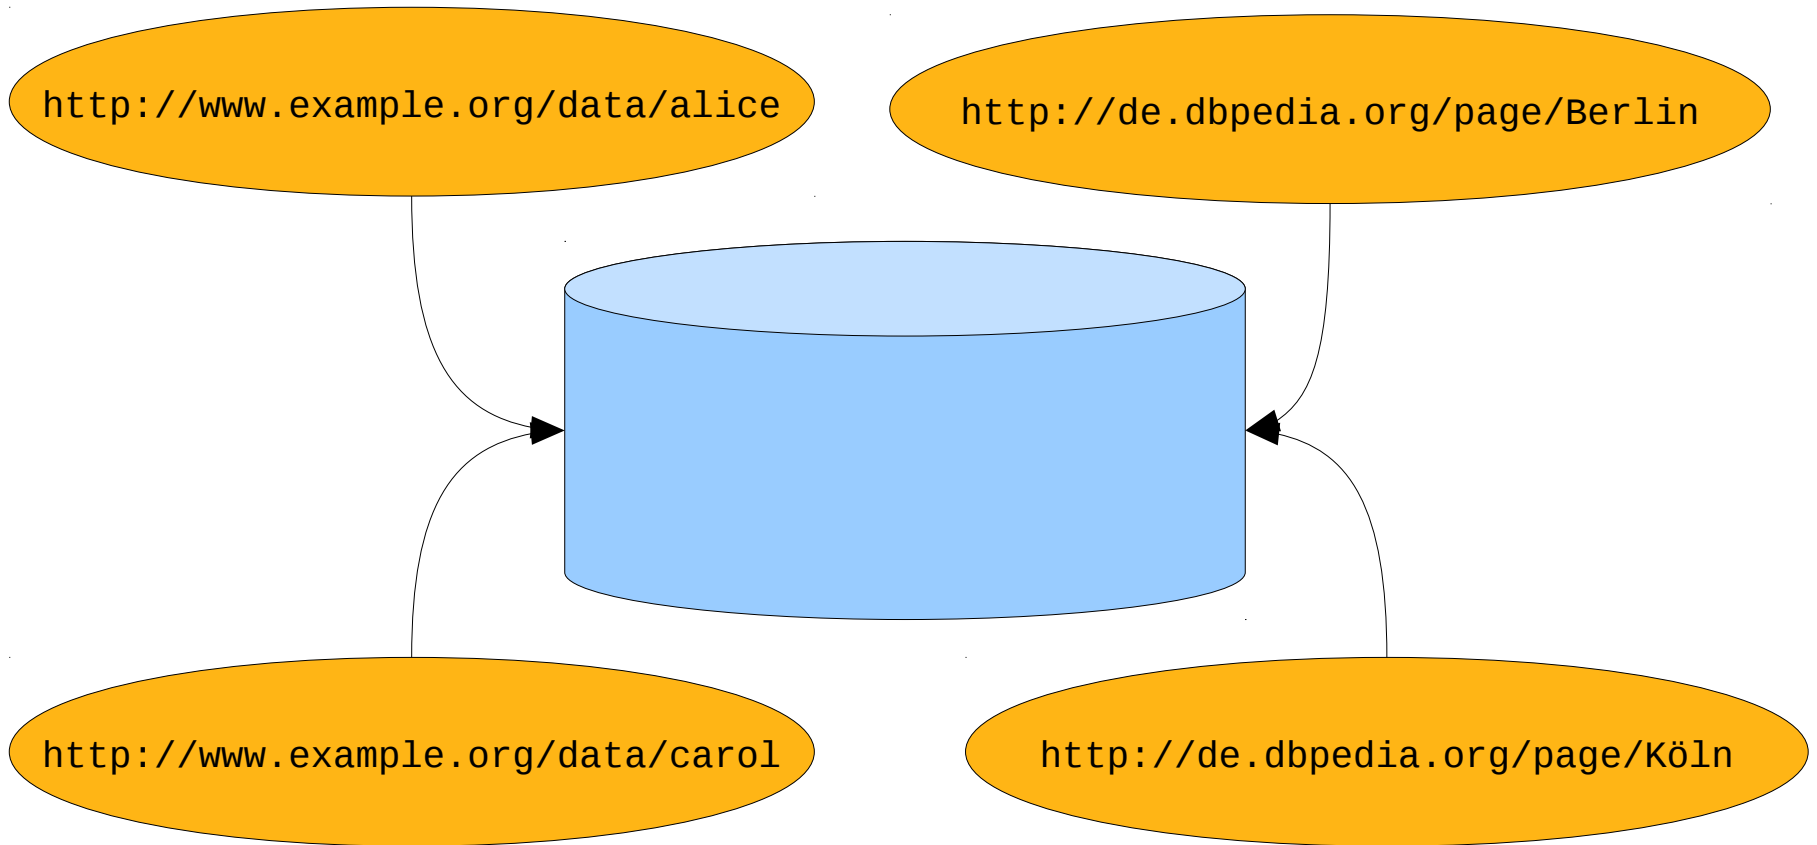 http://www.example.org/data/alice
http://de.dbpedia.org/page/Berlin
http://www.example.org/data/carol
http://de.dbpedia.org/page/Köln